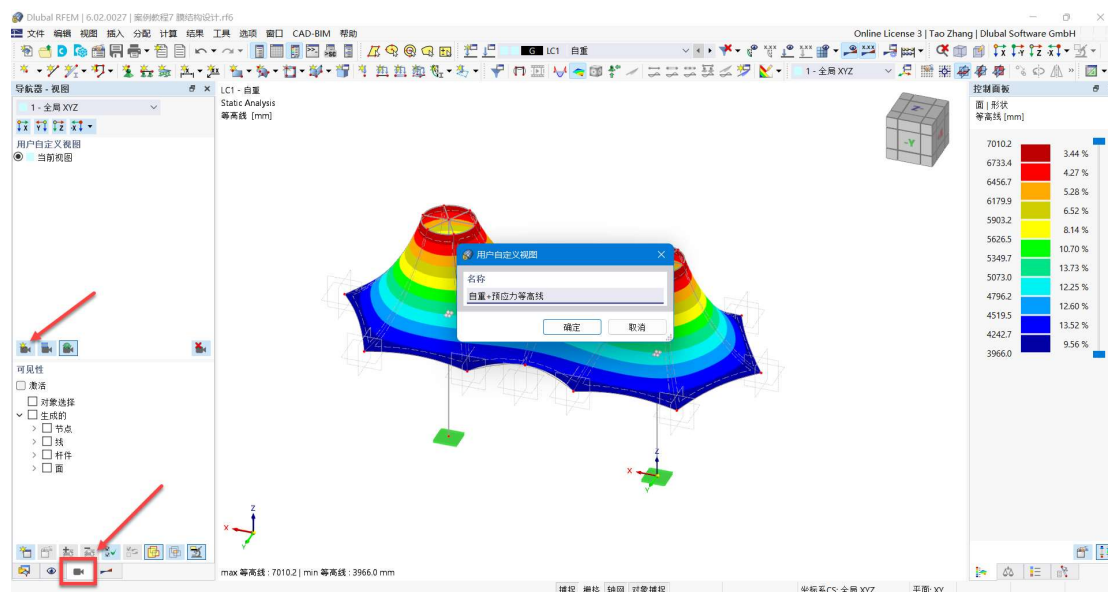 Dlubal RFEM | 6.02.0027 | 案例教程7 膜结构设计.rf6
文件 编辑 视图 插入 分配 计算 结果 工具 选项 窗口 CAD-BIM 帮助
Online License 3 | Tao Zhang | Dlubal Software GmbH
G LC1 自重
1 - 全局 XYZ
导航器 - 视图
1 - 全局 XYZ
用户自定义视图
当前视图
可见性
激活
对象选择
生成的
节点
线
杆件
面
LC1 - 自重
Static Analysis
等高线 [mm]
-Y
用户自定义视图
名称
自重+预应力等高线
确定
取消
X
Y
Z
X
Y
Z
max 等高线 : 7010.2 | min 等高线 : 3966.0 mm
控制面板
面 | 形状
等高线 [mm]
7010.2
3.44 %
6733.4
4.27 %
6456.7
5.28 %
6179.9
6.52 %
5903.2
8.14 %
5626.5
10.70 %
5349.7
13.73 %
5073.0
12.25 %
4796.2
12.60 %
4519.5
13.52 %
4242.7
9.56 %
3966.0
捕捉 栅格 轴网 对象捕捉
坐标系CS: 全局 XYZ
平面: XY